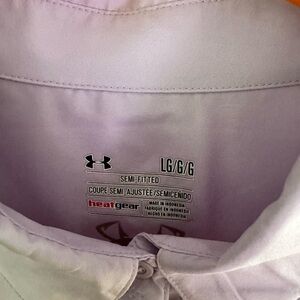 LG/G/G
SEMI-FITTED
COUPE SEMI-AJUSTÉE/SEMICEÑIDO
heatgear
MADE IN INDONESIA
FABRIQUÉ EN INDONÉSIE
HECHO EN INDONESIA